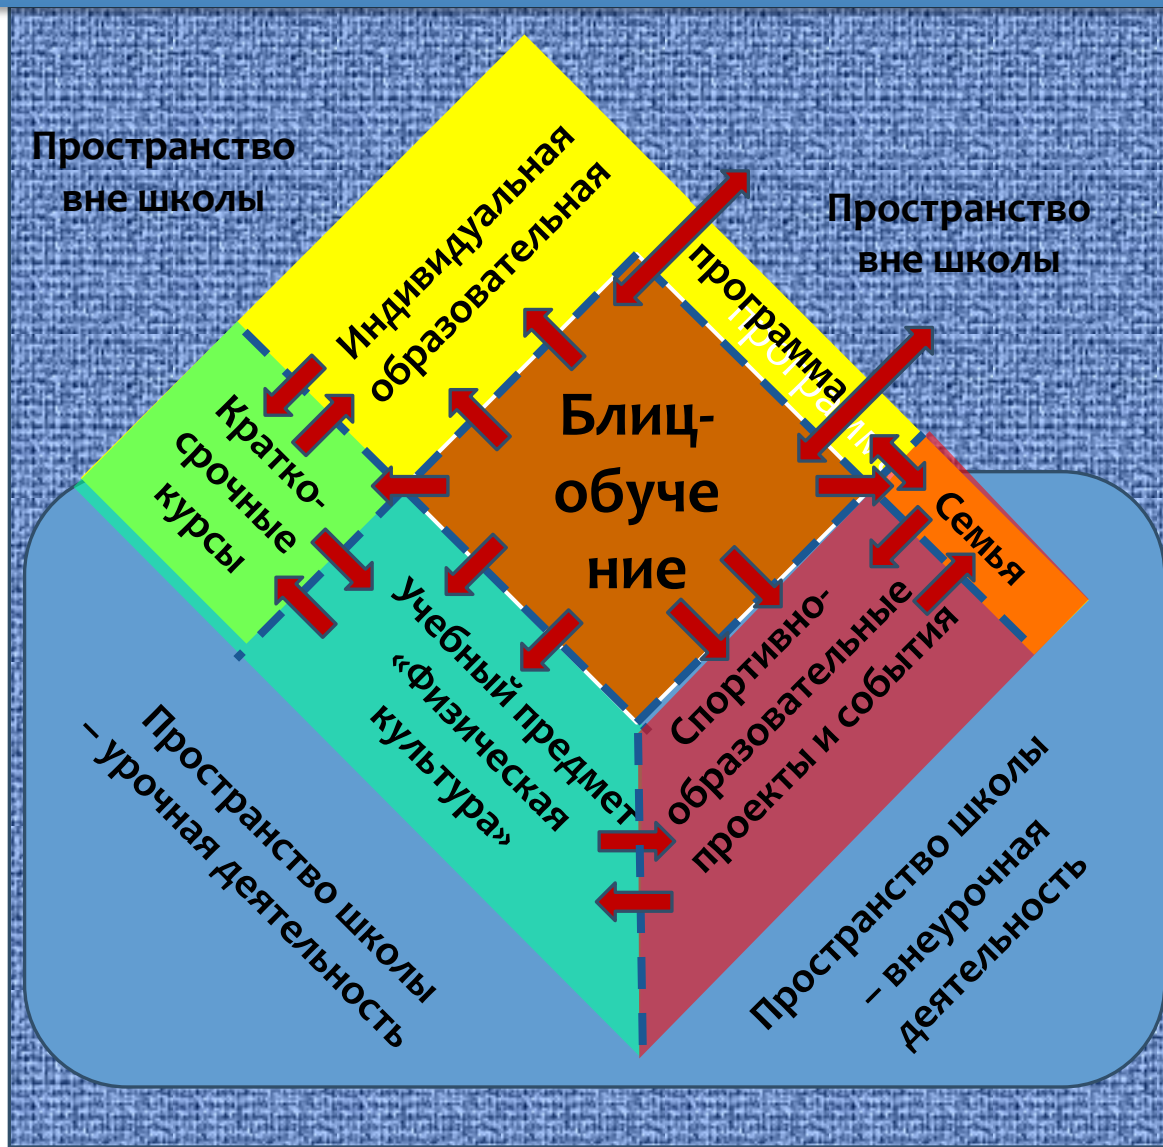 Пространство
вне школы
Пространство
вне школы
Индивидуальная
образовательная
программа
Кратко-
срочные
курсы
Блиц-
обуче
ние
Семья
Учебный предмет
«Физическая
культура»
Спортивно-
образовательные
проекты и события
Пространство школы
– урочная деятельность
Пространство школы
– внеурочная
деятельность